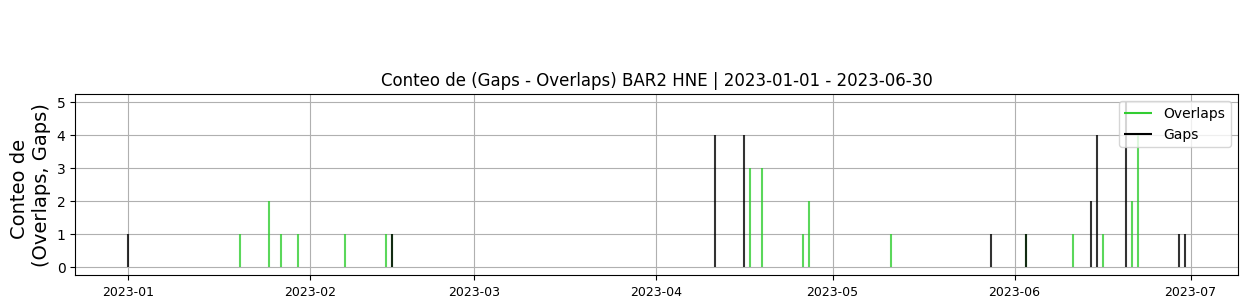 Conteo de (Gaps - Overlaps) BAR2 HNE | 2023-01-01 - 2023-06-30
Conteo de
(Overlaps, Gaps)
5
4
3
2
1
0
Overlaps
Gaps
2023-01
2023-02
2023-03
2023-04
2023-05
2023-06
2023-07